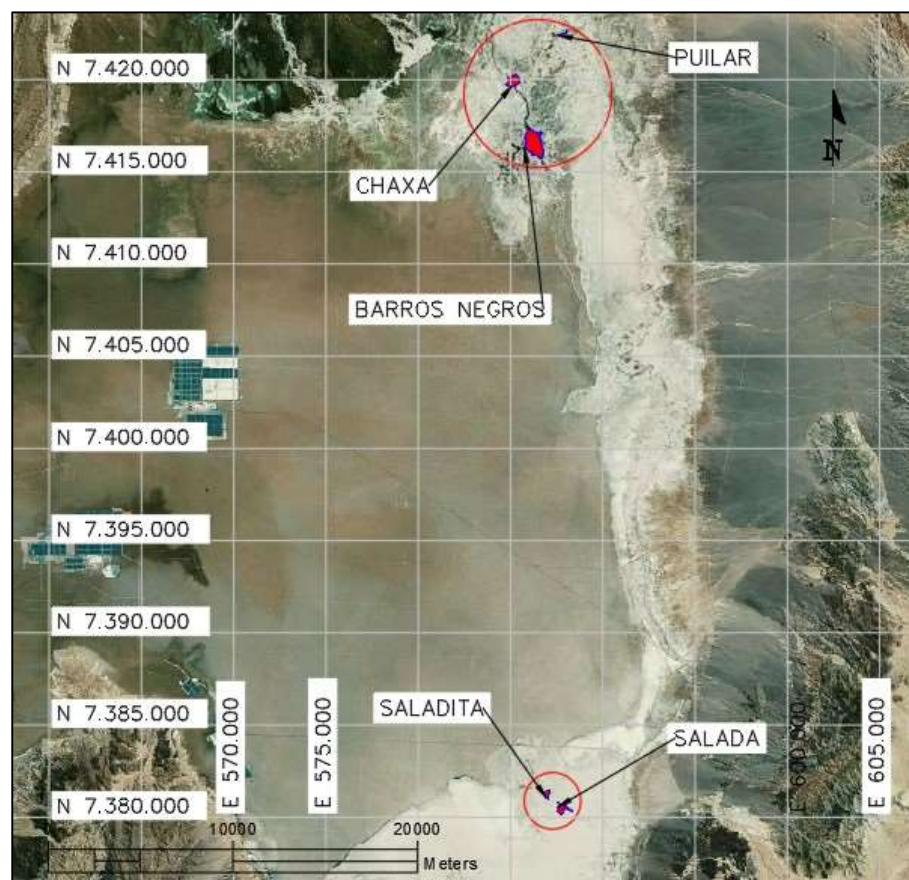 PUILAR
N 7.420.000
N
N 7.415.000
CHAXA
N 7.410.000
BARROS NEGROS
N 7.405.000
N 7.400.000
N 7.395.000
N 7.390.000
N 7.385.000
SALADITA
SALADA
E 570.000
E 575.000
E 600.000
E 605.000
N 7.380.000
10000
20000
Meters